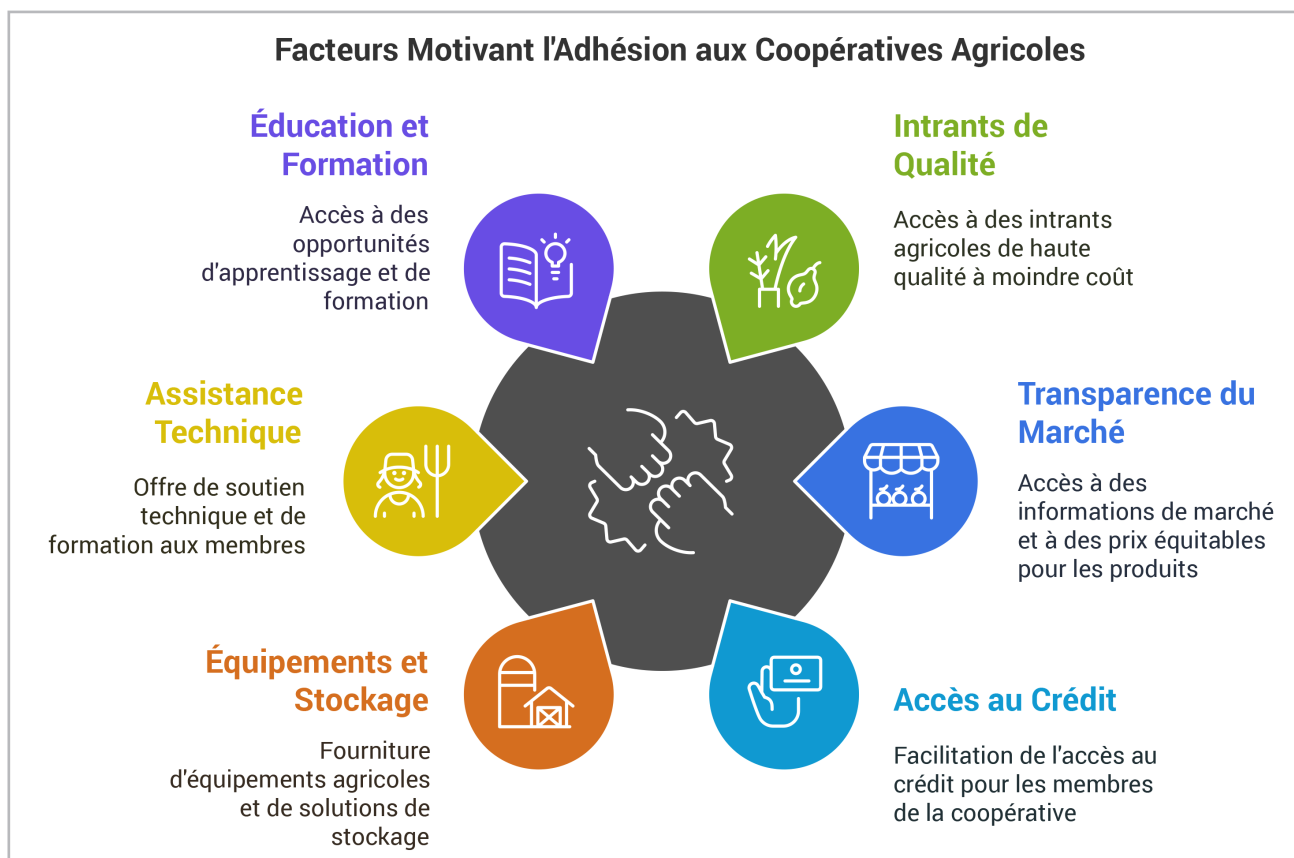 Facteurs Motivant l'Adhésion aux Coopératives Agricoles
Éducation et
Formation
Accès à des
opportunités
d'apprentissage et de
formation
Intrants de
Qualité
Accès à des intrants
agricoles de haute
qualité à moindre coût
Assistance
Technique
Offre de soutien
technique et de
formation aux membres
Transparence du
Marché
Accès à des
informations de marché
et à des prix équitables
pour les produits
Équipements et
Stockage
Fourniture
d'équipements agricoles
et de solutions de
stockage
Accès au Crédit
Facilitation de l'accès au
crédit pour les membres
de la coopérative